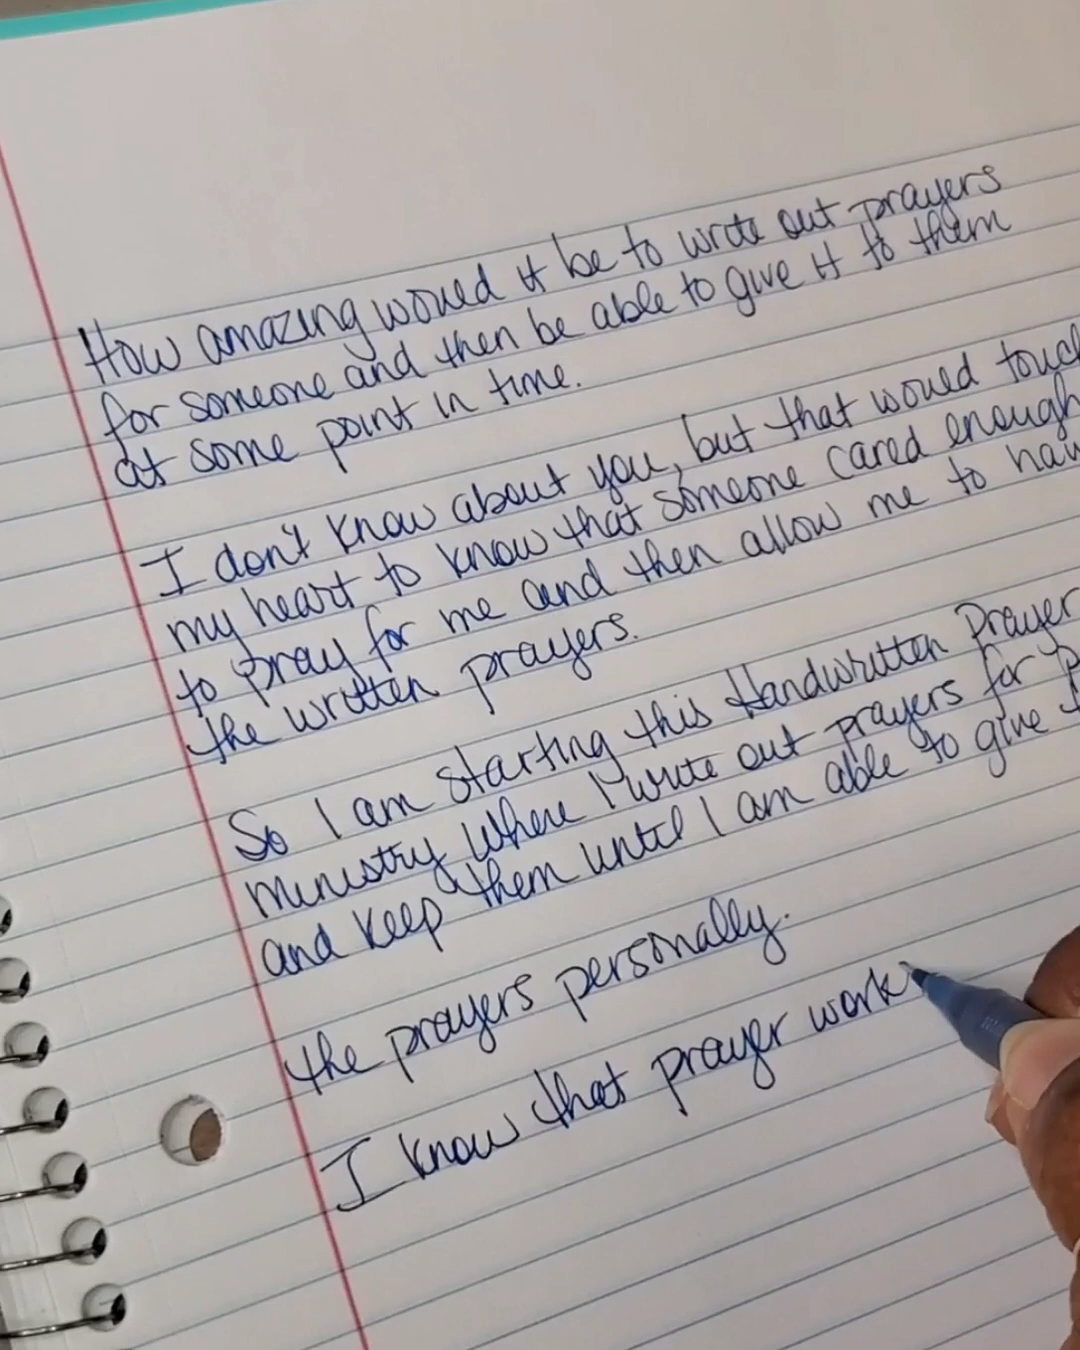 How amazing would it be to write out prayers
for someone and then be able to give it to them
at some point in time.
I don't know about you, but that would touch
my heart to know that someone cared enough
to pray for me and then allow me to hav
the written prayers.
So I am starting this Handwritten Prayer
ministry where I write out prayers for
and keep them until I am able to give
the prayers personally.
I know that prayer work